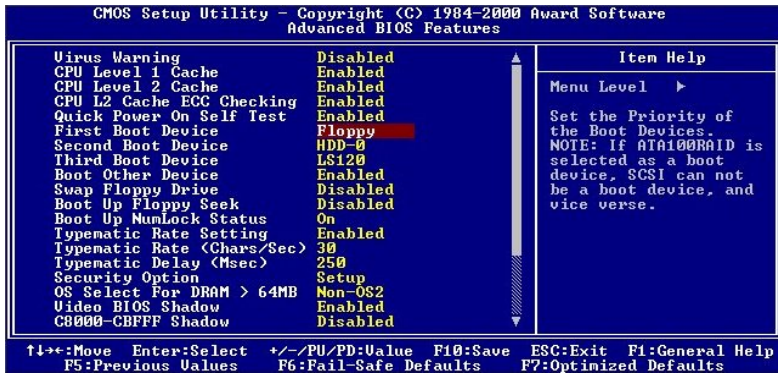 CMOS Setup Utility - Copyright (C) 1984-2000 Award Software
Advanced BIOS Features
Virus Warning Disabled
CPU Level 1 Cache Enabled
CPU Level 2 Cache Enabled
CPU L2 Cache ECC Checking Enabled
Quick Power On Self Test Enabled
First Boot Device Floppy
Second Boot Device HDD-0
Third Boot Device LS120
Boot Other Device Enabled
Swap Floppy Drive Disabled
Boot Up Floppy Seek Disabled
Boot Up NumLock Status On
Typematic Rate Setting Enabled
Typematic Rate (Chars/Sec) 30
Typematic Delay (Msec) 250
Security Option Setup
OS Select For DRAM > 64MB Non-OS2
Video BIOS Shadow Enabled
C8000-CBFFF Shadow Disabled
Item Help
Menu Level ▶
Set the Priority of
the Boot Devices.
NOTE: If ATA100RAID is
selected as a boot
device, SCSI can not
be a boot device, and
vice verse.
↑↓→←:Move Enter:Select +/-/PU/PD:Value F10:Save ESC:Exit F1:General Help
F5:Previous Values F6:Fail-Safe Defaults F7:Optimized Defaults